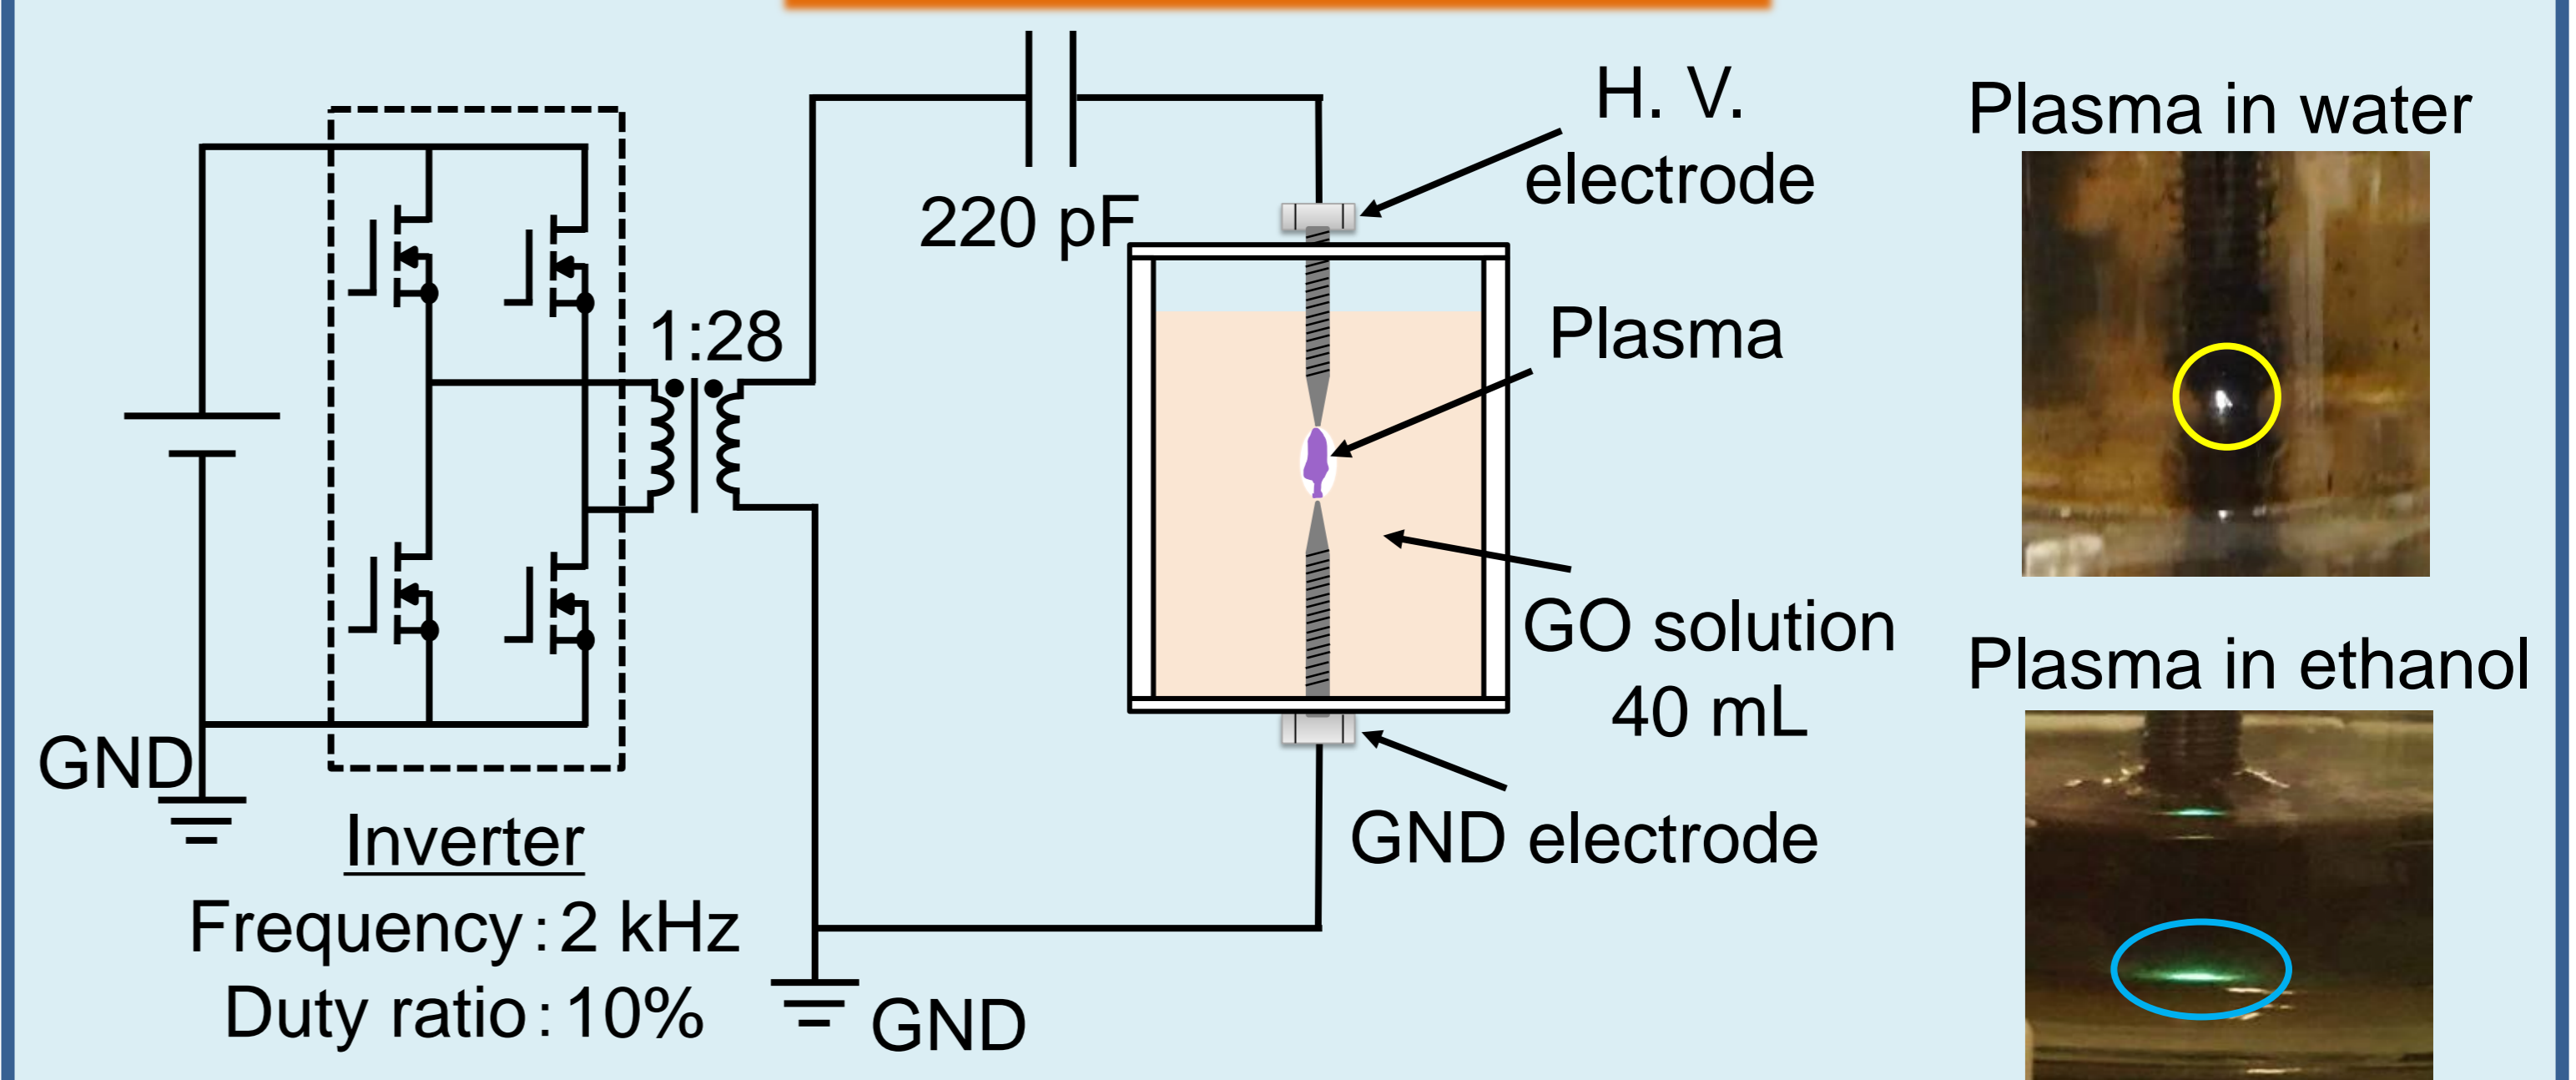 H. V.
electrode
220 pF
1:28
Plasma
GO solution
40 mL
GND
GND electrode
Inverter
Frequency:2 kHz
Duty ratio:10%
GND
Plasma in water
Plasma in ethanol